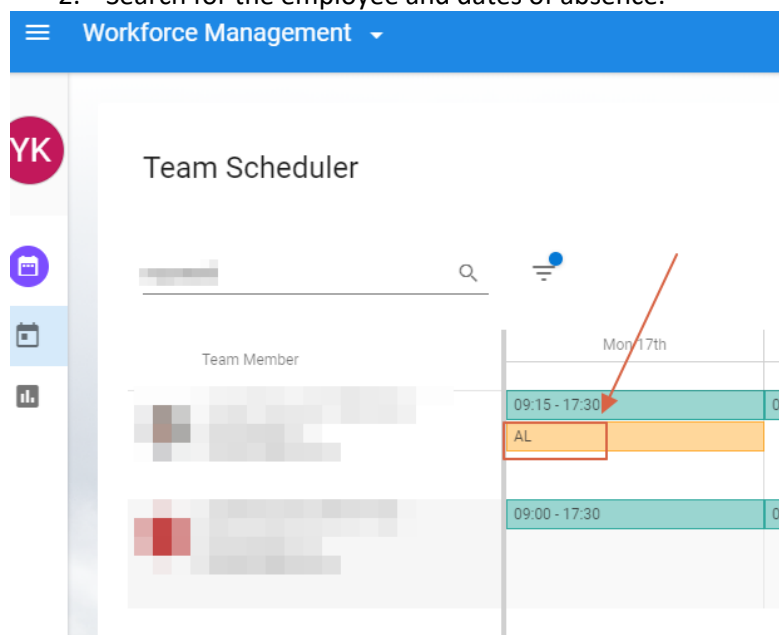 2. Search for the employee and dates of absence.
Workforce Management
YK
Team Scheduler
Mon 17th
Team Member
09:15 - 17:30
AL
09:00 - 17:30